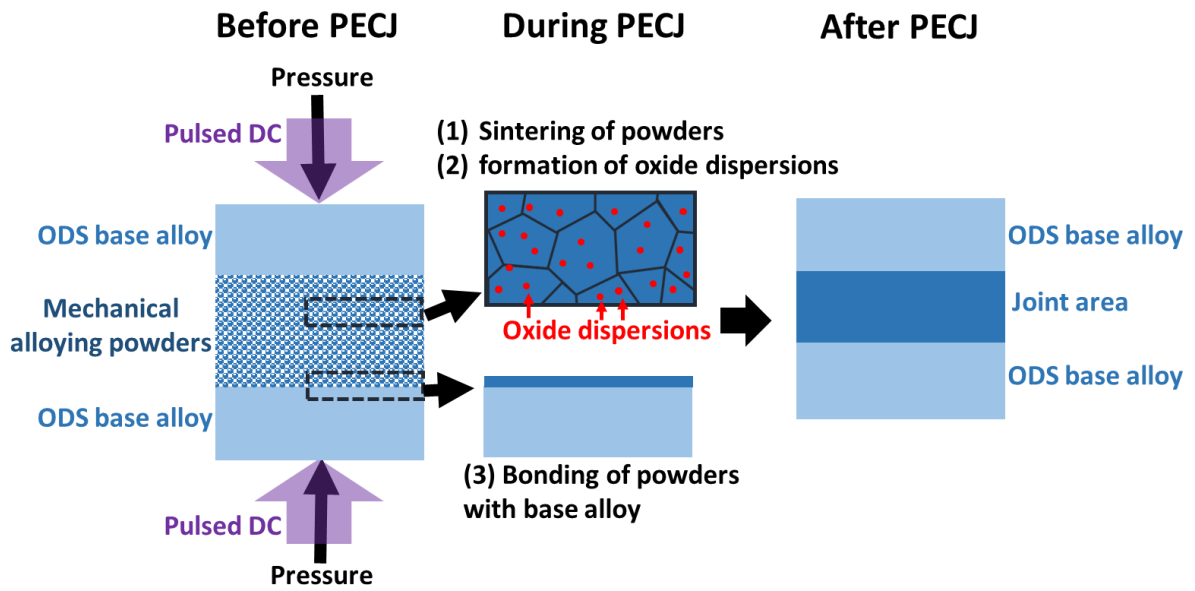 Before PECJ
During PECJ
After PECJ
Pressure
Pulsed DC
ODS base alloy
Mechanical
alloying powders
ODS base alloy
Pulsed DC
Pressure
(1) Sintering of powders
(2) formation of oxide dispersions
Oxide dispersions
(3) Bonding of powders
with base alloy
ODS base alloy
Joint area
ODS base alloy